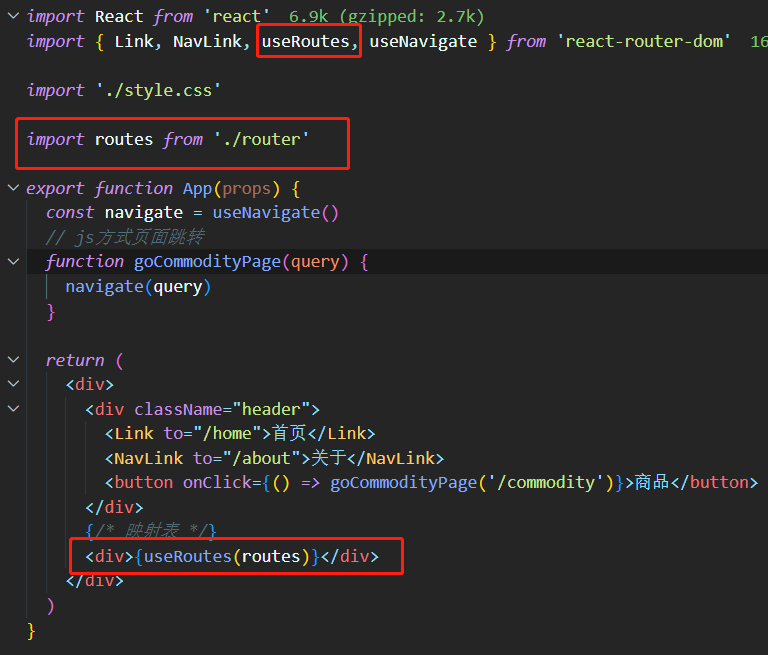 import React from 'react' 6.9k (gzipped: 2.7k)
import { Link, NavLink, useRoutes, useNavigate } from 'react-router-dom' 16
import './style.css'
import routes from './router'
export function App(props) {
const navigate = useNavigate()
// js方式页面跳转
function goCommodityPage(query) {
navigate(query)
}
return (
<div>
<div className="header">
<Link to="/home">首页</Link>
<NavLink to="/about">关于</NavLink>
<button onClick={() => goCommodityPage('/commodity')}>商品</button>
</div>
{/* 映射表 */}
<div>{useRoutes(routes)}</div>
</div>
)
}